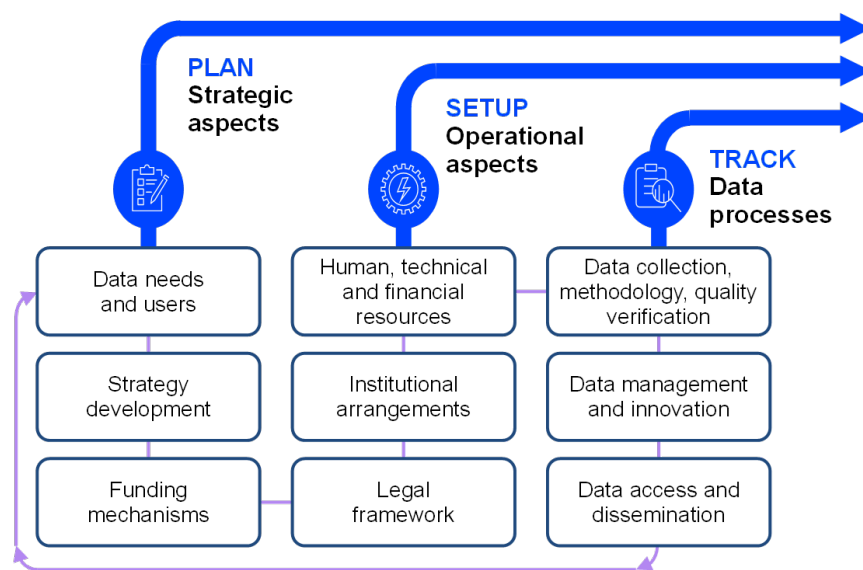 PLAN
Strategic
aspects
SETUP
Operational
aspects
TRACK
Data
processes
Data needs
and users
Strategy
development
Funding
mechanisms
Human, technical
and financial
resources
Institutional
arrangements
Legal
framework
Data collection,
methodology, quality
verification
Data management
and innovation
Data access and
dissemination